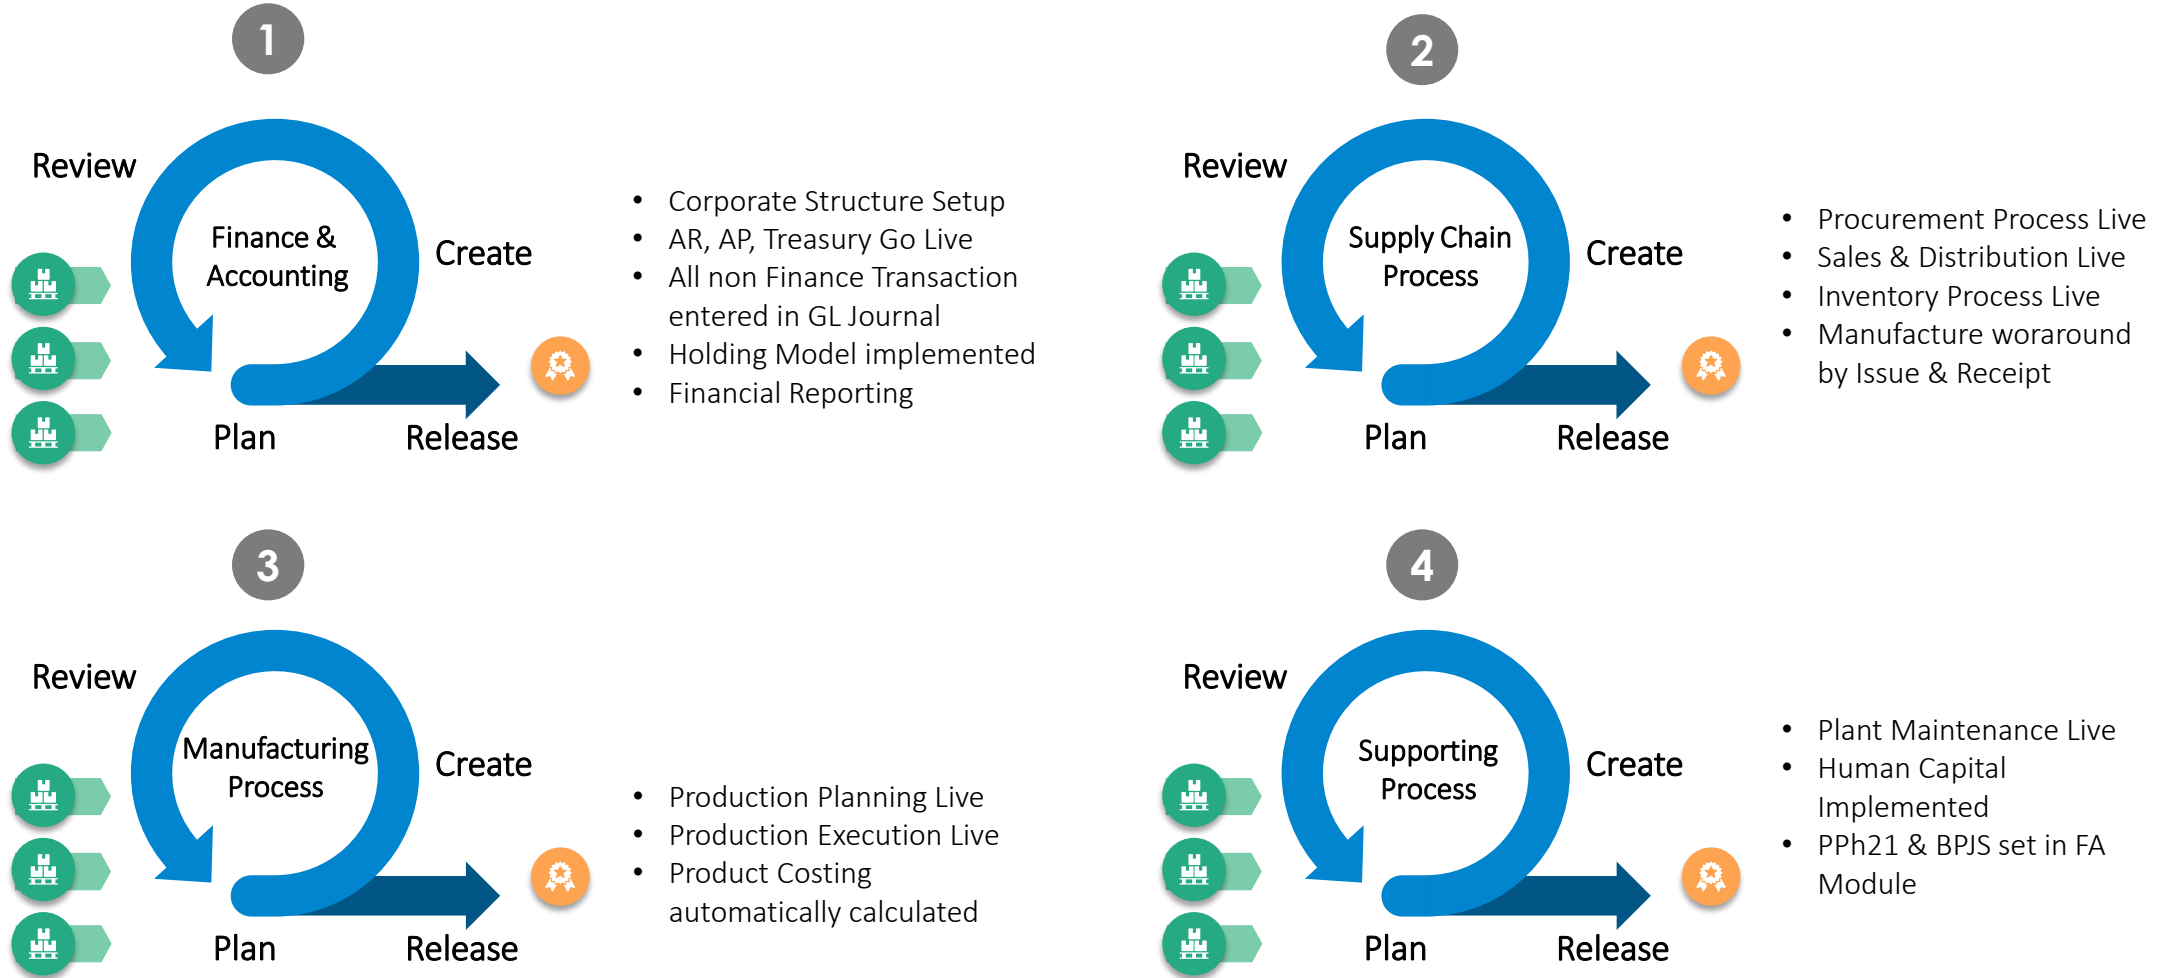 1
Review
Finance &
Accounting
Create
Plan
Release
• Corporate Structure Setup
• AR, AP, Treasury Go Live
• All non Finance Transaction
entered in GL Journal
• Holding Model implemented
• Financial Reporting
2
Review
Supply Chain
Process
Create
Plan
Release
• Procurement Process Live
• Sales & Distribution Live
• Inventory Process Live
• Manufacture woraround
by Issue & Receipt
3
Review
Manufacturing
Process
Create
Plan
Release
• Production Planning Live
• Production Execution Live
• Product Costing
automatically calculated
4
Review
Supporting
Process
Create
Plan
Release
• Plant Maintenance Live
• Human Capital
Implemented
• PPh21 & BPJS set in FA
Module